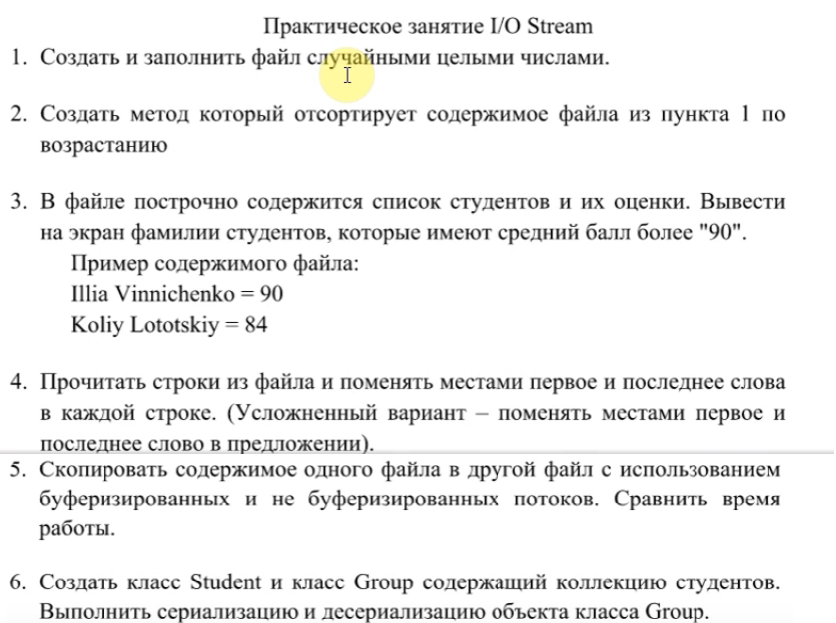 Практическое занятие I/O Stream
1. Создать и заполнить файл случайными целыми числами.
2. Создать метод который отсортирует содержимое файла из пункта 1 по
возрастанию
3. В файле построчно содержится список студентов и их оценки. Вывести
на экран фамилии студентов, которые имеют средний балл более "90".
Пример содержимого файла:
Illia Vinnichenko = 90
Koliy Lototskiy = 84
4. Прочитать строки из файла и поменять местами первое и последнее слова
в каждой строке. (Усложненный вариант – поменять местами первое и
последнее слово в предложении).
5. Скопировать содержимое одного файла в другой файл с использованием
буферизированных и не буферизированных потоков. Сравнить время
работы.
6. Создать класс Student и класс Group содержащий коллекцию студентов.
Выполнить сериализацию и десериализацию объекта класса Group.